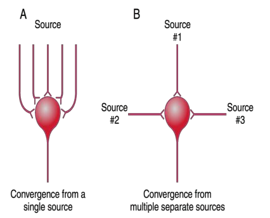 A
B
Source
Source
#1
Source
#2
Source
#3
Convergence from a
single source
Convergence from
multiple separate sources